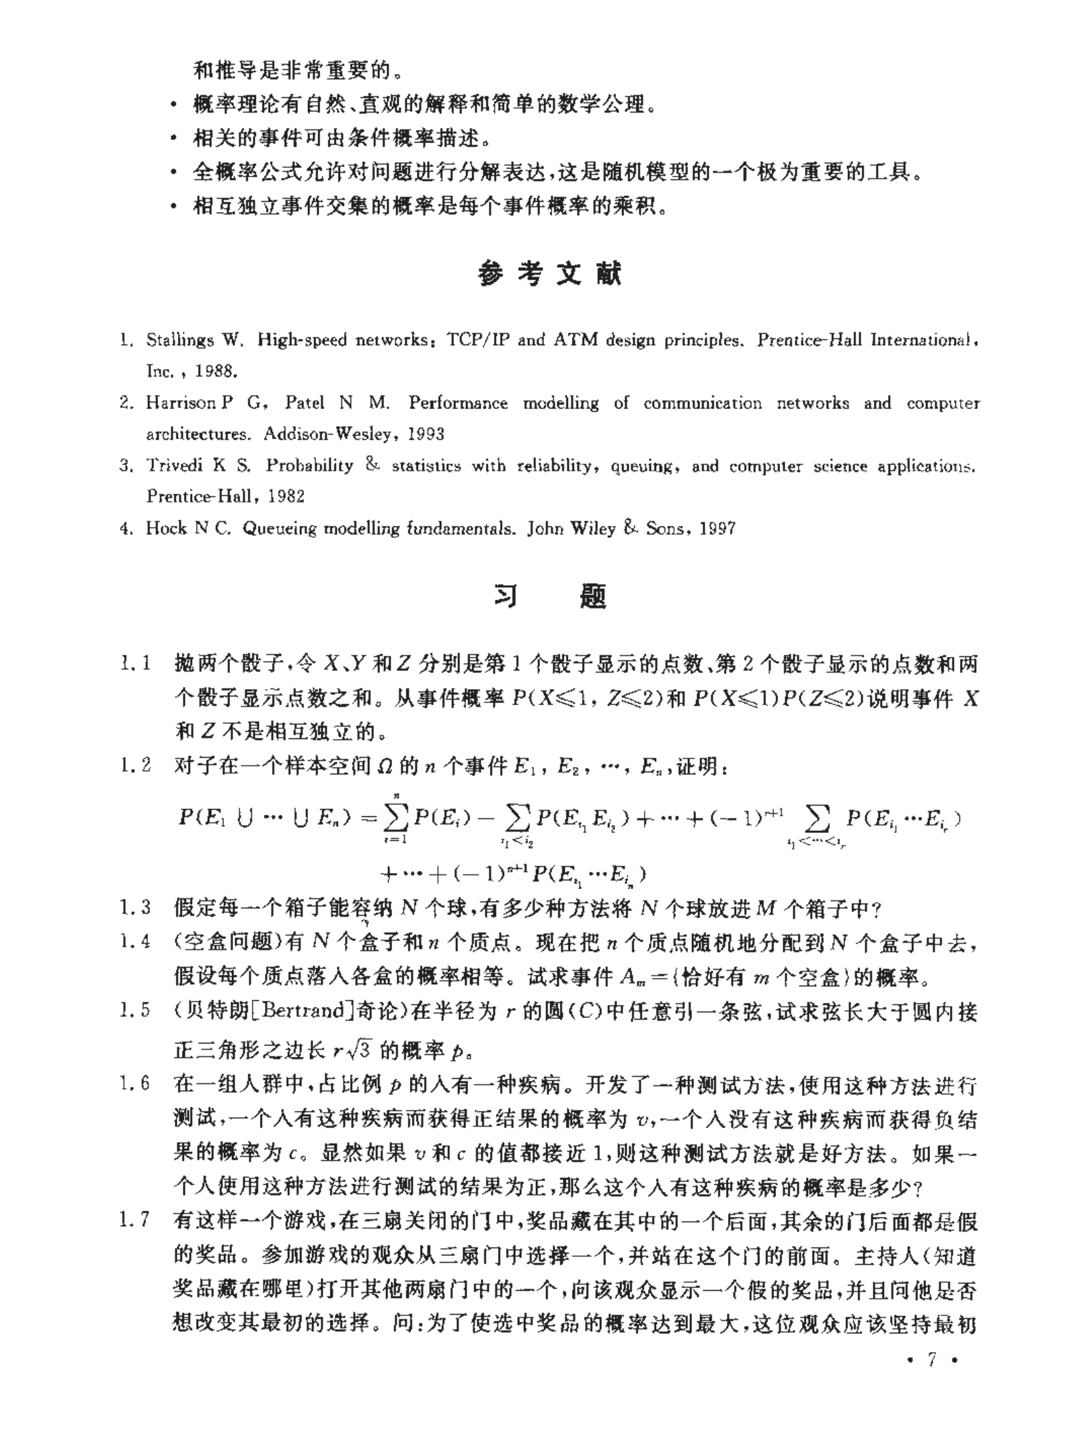 和推导是非常重要的。
· 概率理论有自然、直观的解释和简单的数学公理。
· 相关的事件可由条件概率描述。
· 全概率公式允许对问题进行分解表达,这是随机模型的一个极为重要的工具。
· 相互独立事件交集的概率是每个事件概率的乘积。
参 考 文 献
1. Stallings W. High-speed networks: TCP/IP and ATM design principles. Prentice-Hall International,
Inc. , 1988.
2. Harrison P G, Patel N M. Performance modelling of communication networks and computer
architectures. Addison-Wesley, 1993
3. Trivedi K S. Probability & statistics with reliability, queuing, and computer science applications.
Prentice-Hall, 1982
4. Hock N C. Queueing modelling fundamentals. John Wiley & Sons, 1997
习 题
1.1 抛两个骰子,令 X、Y 和 Z 分别是第 1 个骰子显示的点数、第 2 个骰子显示的点数和两
个骰子显示点数之和。从事件概率 P(X≤1, Z≤2)和 P(X≤1)P(Z≤2)说明事件 X
和 Z 不是相互独立的。
1.2 对子在一个样本空间 Ω 的 n 个事件 E₁, E₂, ⋯, Eₙ,证明:
P(E₁ ∪ ⋯ ∪ Eₙ) = ∑_{i=1}^{n} P(E_i) − ∑_{i₁<i₂} P(E_{i₁} E_{i₂}) + ⋯ + (−1)^{r+1} ∑_{i₁<⋯<i_r} P(E_{i₁} ⋯ E_{i_r})
+ ⋯ + (−1)^{n+1} P(E_{i₁} ⋯ E_{i_n})
1.3 假定每一个箱子能容纳 N 个球,有多少种方法将 N 个球放进 M 个箱子中?
1.4 (空盒问题)有 N 个盒子和 n 个质点。现在把 n 个质点随机地分配到 N 个盒子中去,
假设每个质点落入各盒的概率相等。试求事件 Aₘ={恰好有 m 个空盒}的概率。
1.5 (贝特朗[Bertrand]奇论)在半径为 r 的圆(C)中任意引一条弦,试求弦长大于圆内接
正三角形之边长 r√3 的概率 p。
1.6 在一组人群中,占比例 p 的人有一种疾病。开发了一种测试方法,使用这种方法进行
测试,一个人有这种疾病而获得正结果的概率为 v,一个人没有这种疾病而获得负结
果的概率为 c。显然如果 v 和 c 的值都接近 1,则这种测试方法就是好方法。如果一
个人使用这种方法进行测试的结果为正,那么这个人有这种疾病的概率是多少?
1.7 有这样一个游戏,在三扇关闭的门中,奖品藏在其中的一个后面,其余的门后面都是假
的奖品。参加游戏的观众从三扇门中选择一个,并站在这个门的前面。主持人(知道
奖品藏在哪里)打开其他两扇门中的一个,向该观众显示一个假的奖品,并且问他是否
想改变其最初的选择。问:为了使选中奖品的概率达到最大,这位观众应该坚持最初
· 7 ·